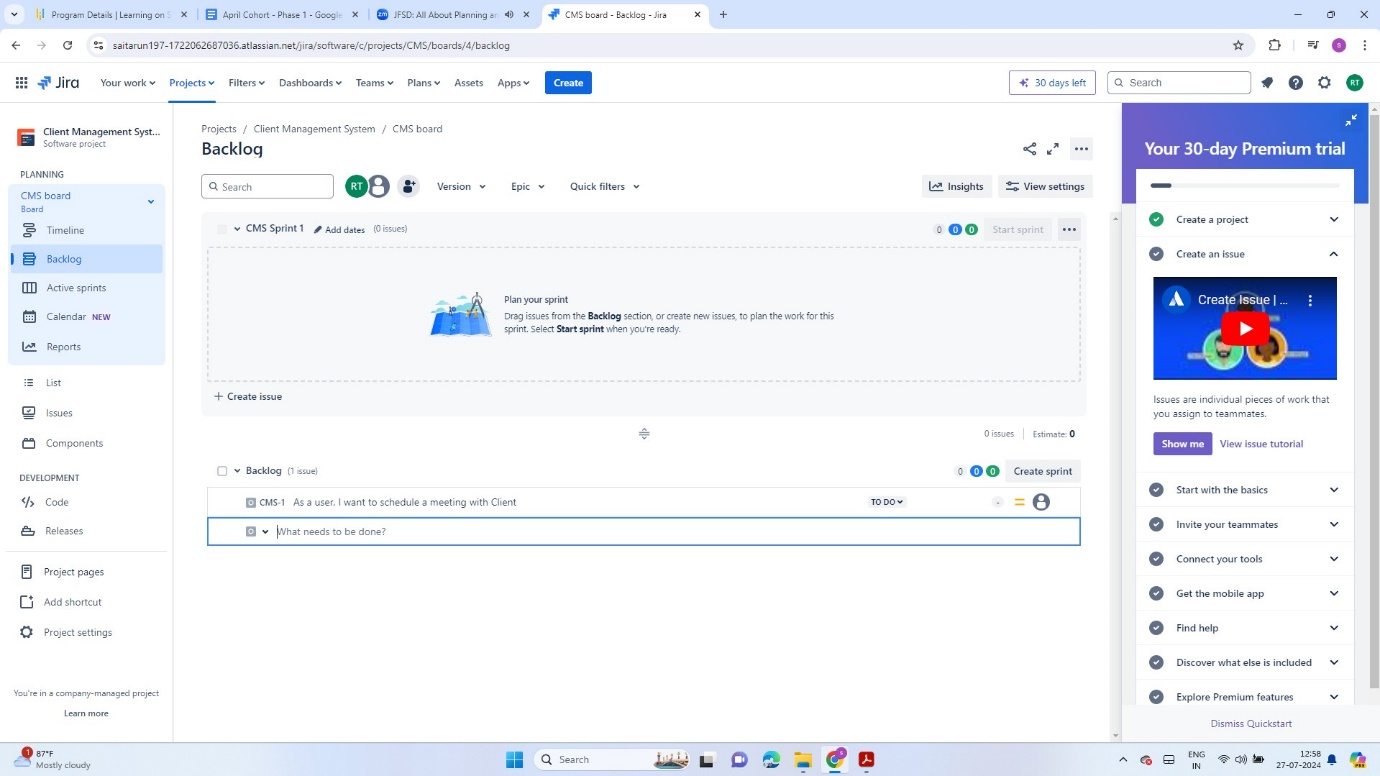 Program Details | Learning on S
April Cohort - Phase 1 - Google
zm
JFSD: All About Planning an
CMS board - Backlog - Jira
saitarun197-1722062687036.atlassian.net/jira/software/c/projects/CMS/boards/4/backlog
S
Jira
Your work
Projects
Filters
Dashboards
Teams
Plans
Assets
Apps
Create
30 days left
Search
RT
Client Management Syst...
Software project
PLANNING
CMS board
Board
Timeline
Backlog
Active sprints
Calendar NEW
Reports
List
Issues
Components
DEVELOPMENT
Code
Releases
Project pages
Add shortcut
Project settings
You're in a company-managed project
Learn more
Projects / Client Management System / CMS board
Backlog
Search
RT
Version
Epic
Quick filters
Insights
View settings
CMS Sprint 1
Add dates
(0 issues)
0 0 0
Start sprint
Plan your sprint
Drag issues from the Backlog section, or create new issues, to plan the work for this
sprint. Select Start sprint when you're ready.
+ Create issue
0 issues
Estimate: 0
Backlog (1 issue)
0 0 0
Create sprint
CMS-1 As a user. I want to schedule a meeting with Client
TO DO
-
What needs to be done?
Your 30-day Premium trial
Create a project
Create an issue
Create Issue | ...
Issues are individual pieces of work that
you assign to teammates.
Show me
View issue tutorial
Start with the basics
Invite your teammates
Connect your tools
Get the mobile app
Find help
Discover what else is included
Explore Premium features
Dismiss Quickstart
1
87°F
Mostly cloudy
Search
S
ENG
IN
12:58
27-07-2024